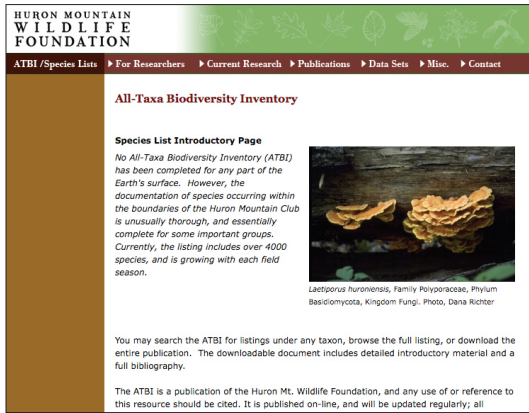 HURON MOUNTAIN
WILDLIFE
FOUNDATION
ATBI /Species Lists For Researchers Current Research Publications Data Sets Misc. Contact
All-Taxa Biodiversity Inventory
Species List Introductory Page
No All-Taxa Biodiversity Inventory (ATBI)
has been completed for any part of the
Earth's surface. However, the
documentation of species occurring within
the boundaries of the Huron Mountain Club
is unusually thorough, and essentially
complete for some important groups.
Currently, the listing includes over 4000
species, and is growing with each field
season.
Laetiporus huroniensis, Family Polyporaceae, Phylum
Basidiomycota, Kingdom Fungi. Photo, Dana Richter
You may search the ATBI for listings under any taxon, browse the full listing, or download the
entire publication. The downloadable document includes detailed introductory material and a
full bibliography.
The ATBI is a publication of the Huron Mt. Wildlife Foundation, and any use of or reference to
this resource should be cited. It is published on-line, and will be updated regularly; all